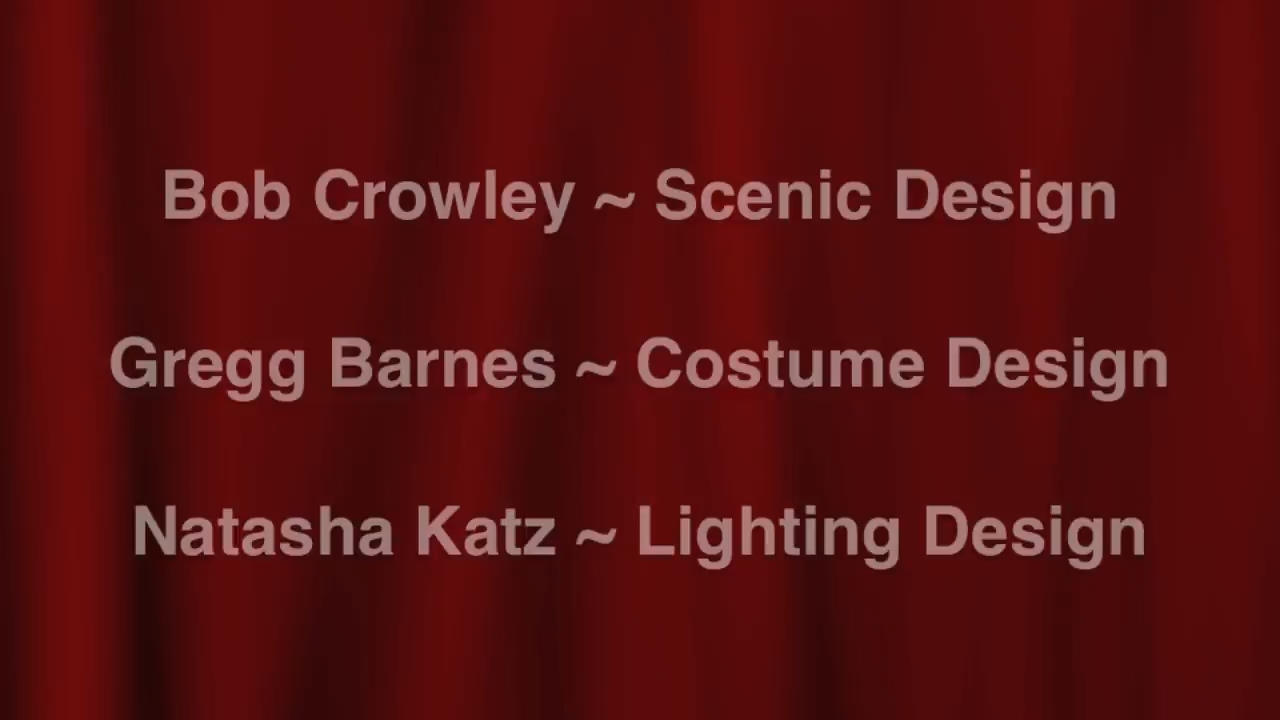 Bob Crowley ~ Scenic Design
Gregg Barnes ~ Costume Design
Natasha Katz ~ Lighting Design